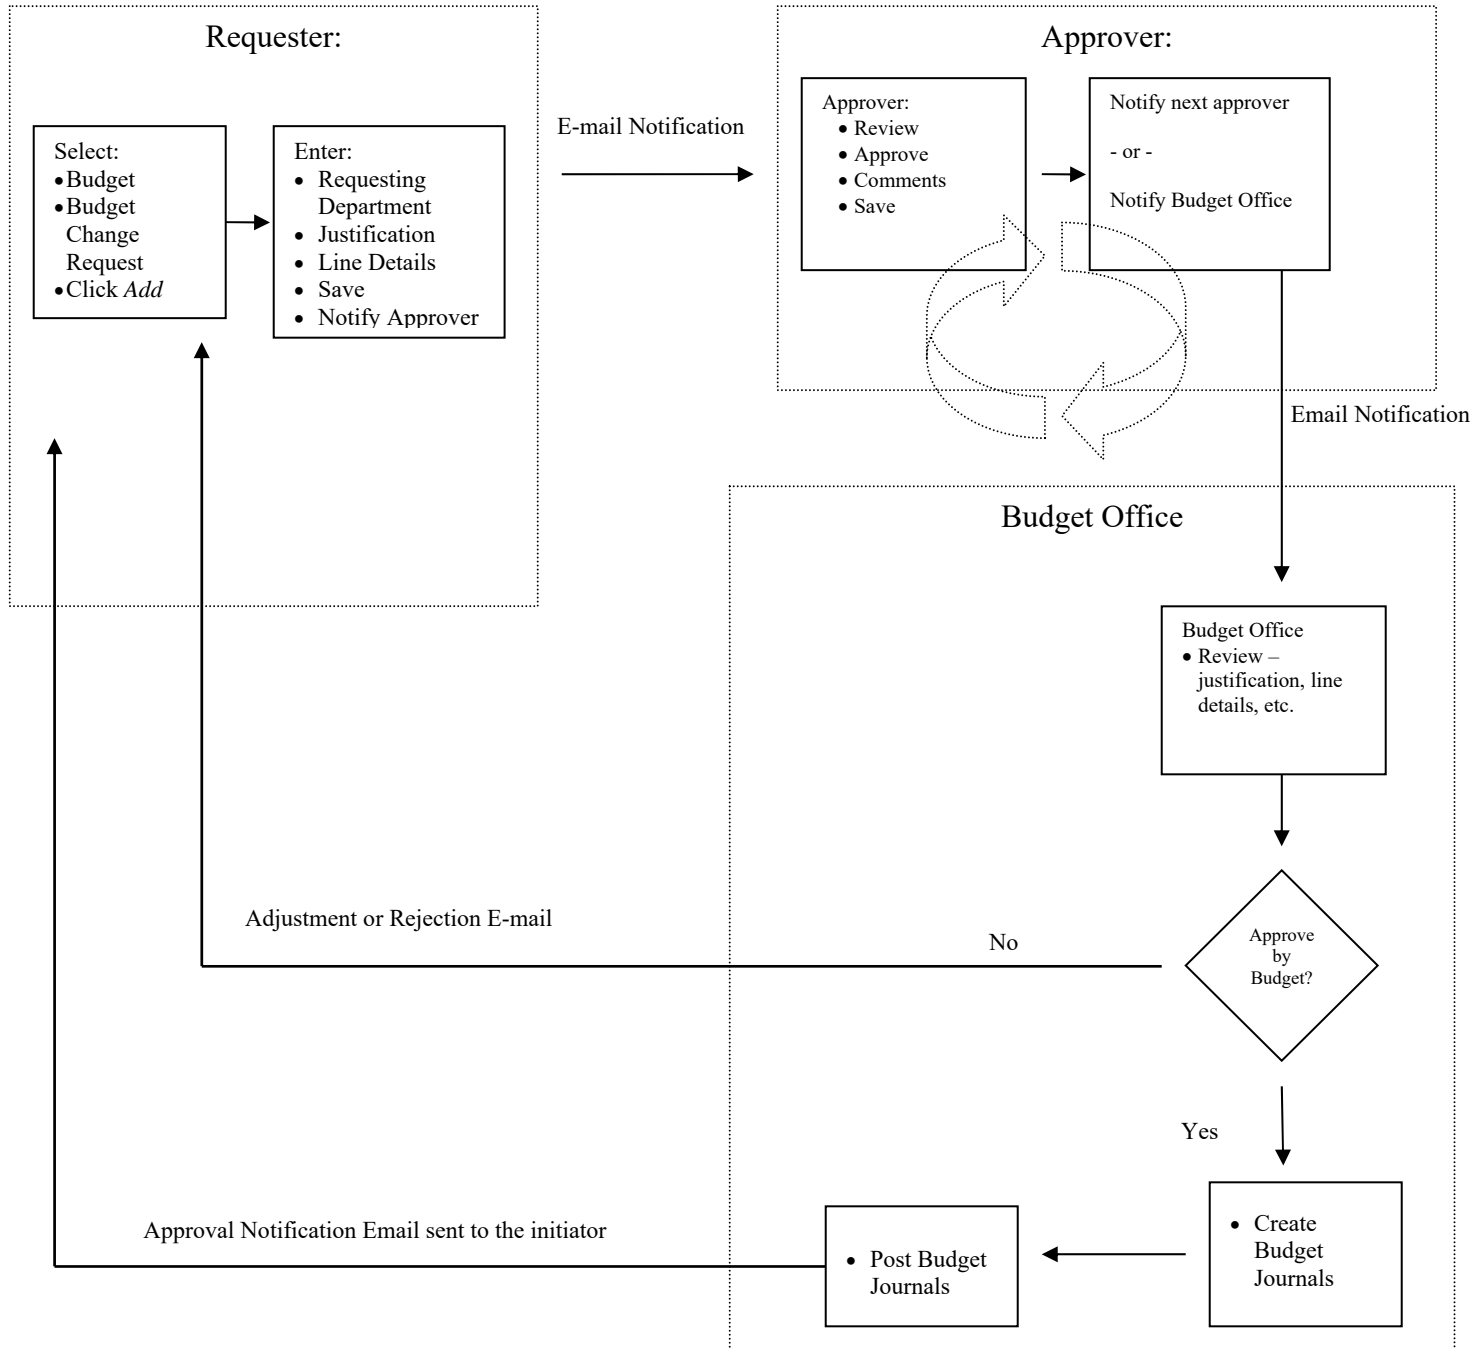 Requester:
Select:
•Budget
•Budget
Change
Request
•Click Add
Enter:
• Requesting
Department
• Justification
• Line Details
• Save
• Notify Approver
E-mail Notification
Approver:
Approver:
• Review
• Approve
• Comments
• Save
Notify next approver
- or -
Notify Budget Office
Email Notification
Budget Office
Budget Office
• Review –
justification, line
details, etc.
Approve
by
Budget?
No
Adjustment or Rejection E-mail
Yes
• Create
Budget
Journals
• Post Budget
Journals
Approval Notification Email sent to the initiator